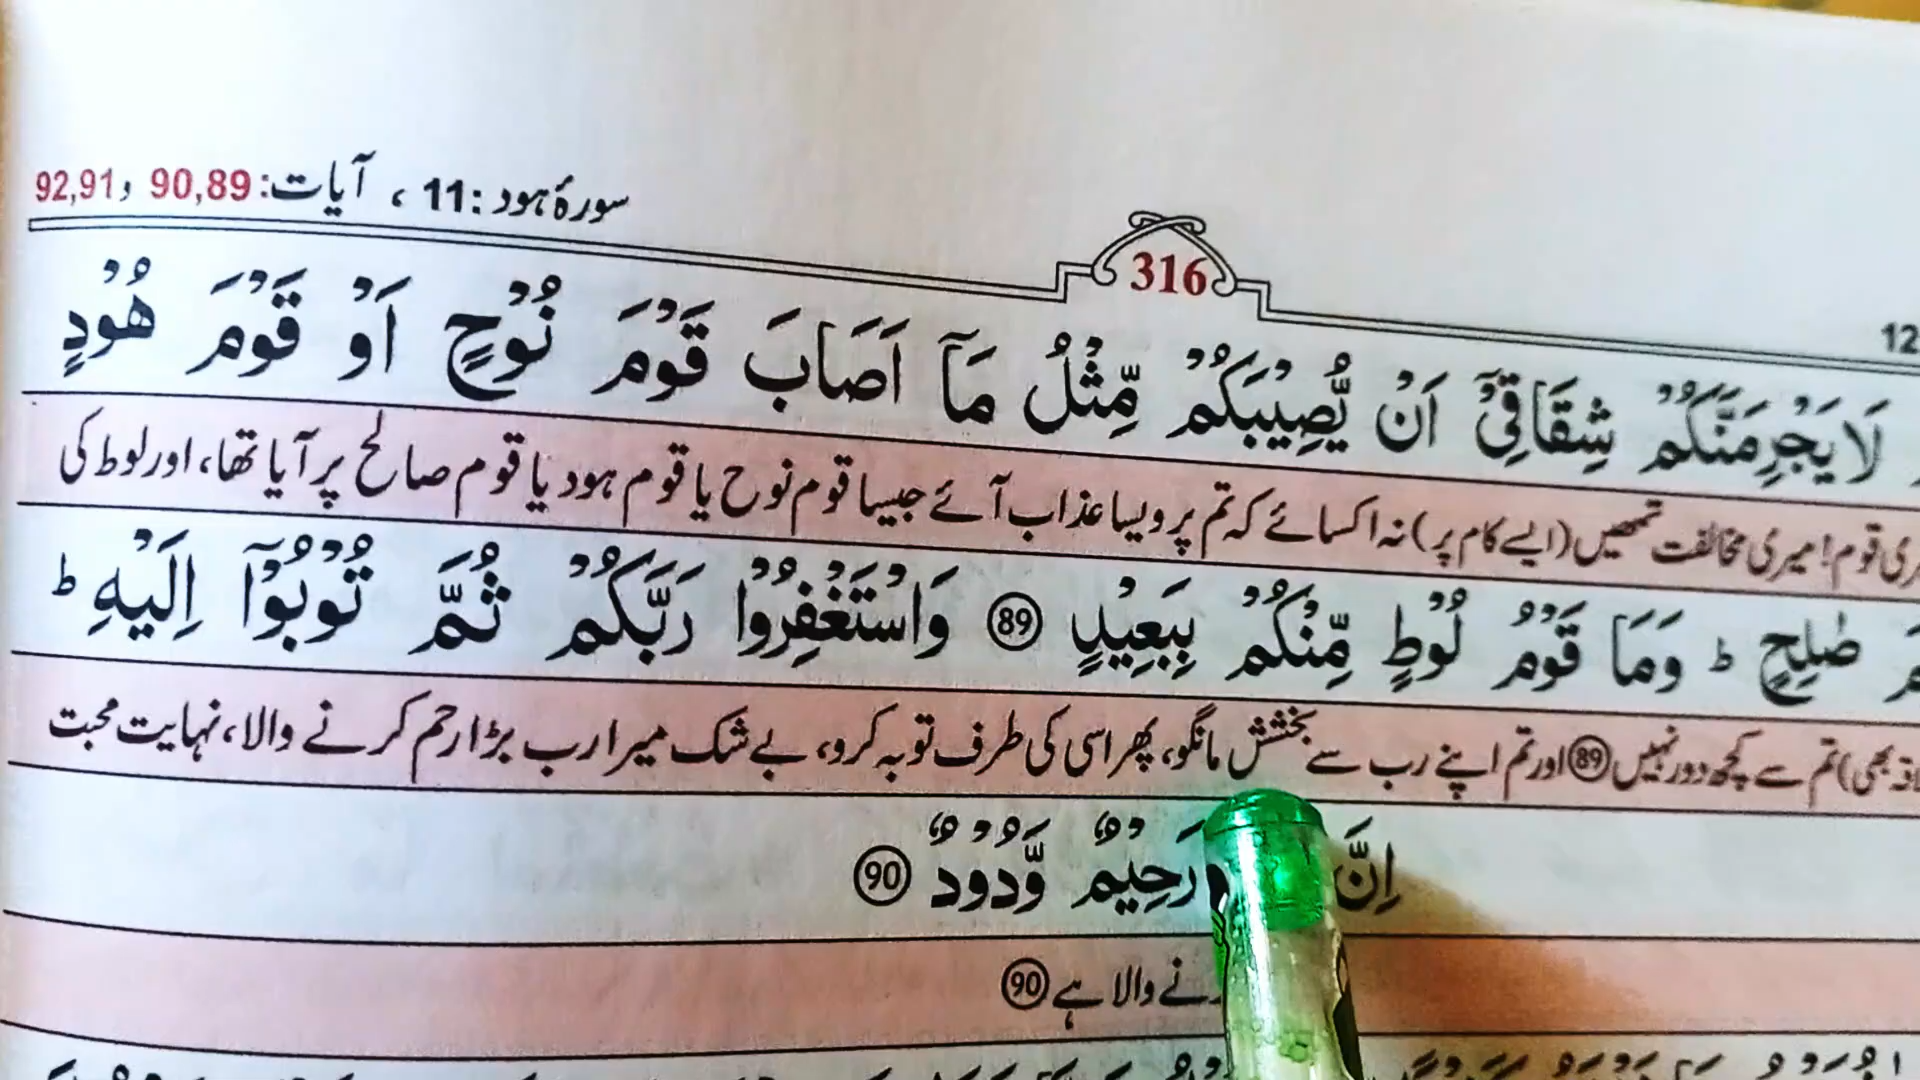 سورۂ ہود: 11 ، آیات: 90,89 و 92,91
316
12
لَا يَجْرِمَنَّكُمْ شِقَاقِيْٓ اَنْ يُّصِيْبَكُمْ مِّثْلُ مَآ اَصَابَ قَوْمَ نُوْحٍ اَوْ قَوْمَ هُوْدٍ
قوم! میری مخالفت تمھیں (ایسے کام پر) نہ اکسائے کہ تم پر ویسا عذاب آئے جیسا قوم نوح یا قوم ہود یا قوم صالح پر آیا تھا، اور لوط کی
صٰلِحٍ ؕ وَمَا قَوْمُ لُوْطٍ مِّنْكُمْ بِبَعِيْدٍ 89 وَاسْتَغْفِرُوْا رَبَّكُمْ ثُمَّ تُوْبُوْٓا اِلَيْهِ ؕ
بھی) تم سے کچھ دور نہیں 89 اور تم اپنے رب سے بخشش مانگو، پھر اسی کی طرف توبہ کرو، بے شک میرا رب بڑا رحم کرنے والا، نہایت محبت
اِنَّ رَحِيْمٌ وَّدُوْدٌ 90
نے والا ہے 90